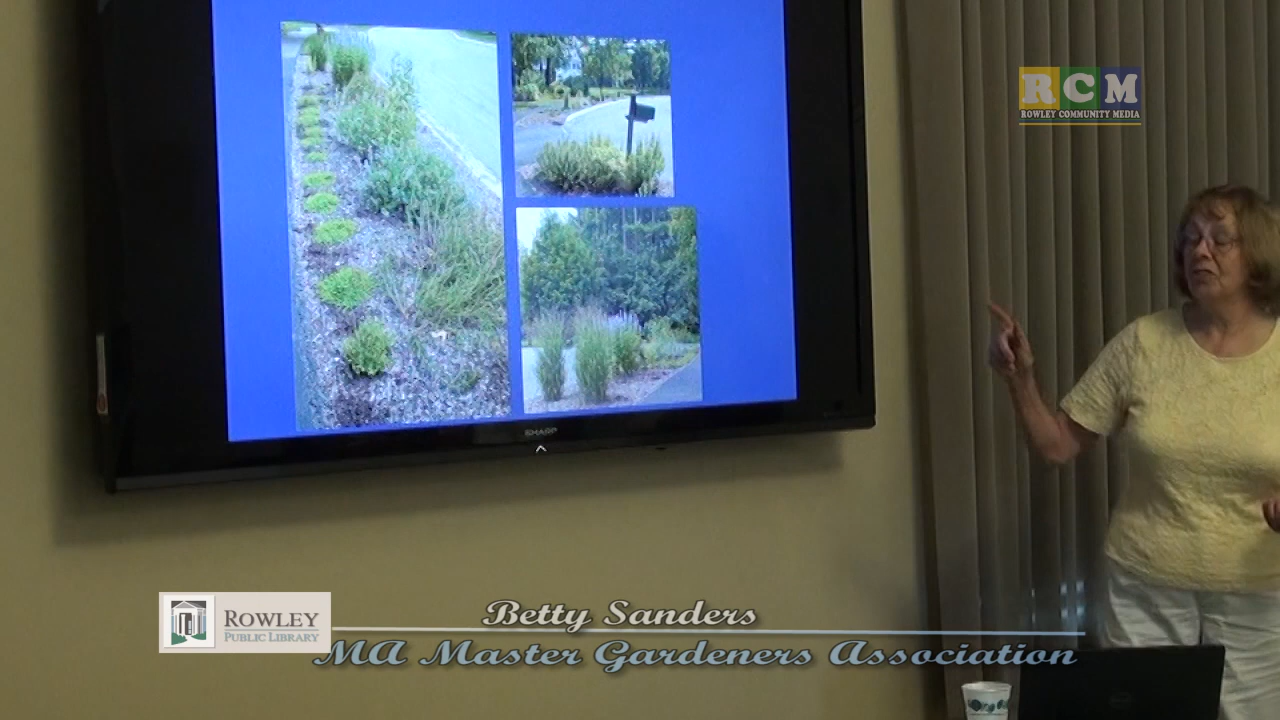 RCM
ROWLEY COMMUNITY MEDIA
SHARP
Betty Sanders
ROWLEY
PUBLIC LIBRARY
MA Master Gardeners Association